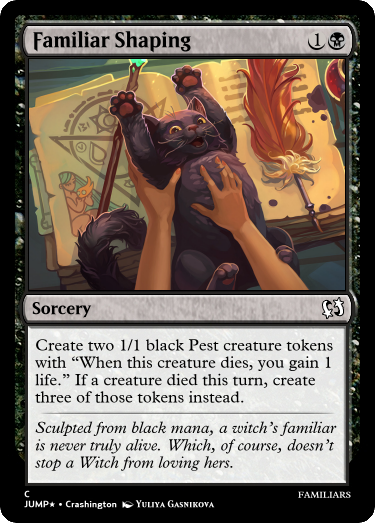 Familiar Shaping 1
Sorcery
Create two 1/1 black Pest creature tokens
with “When this creature dies, you gain 1
life.” If a creature died this turn, create
three of those tokens instead.
Sculpted from black mana, a witch’s familiar
is never truly alive. Which, of course, doesn’t
stop a Witch from loving hers.
C FAMILIARS
JUMP★ • Crashington Yuliya Gasnikova